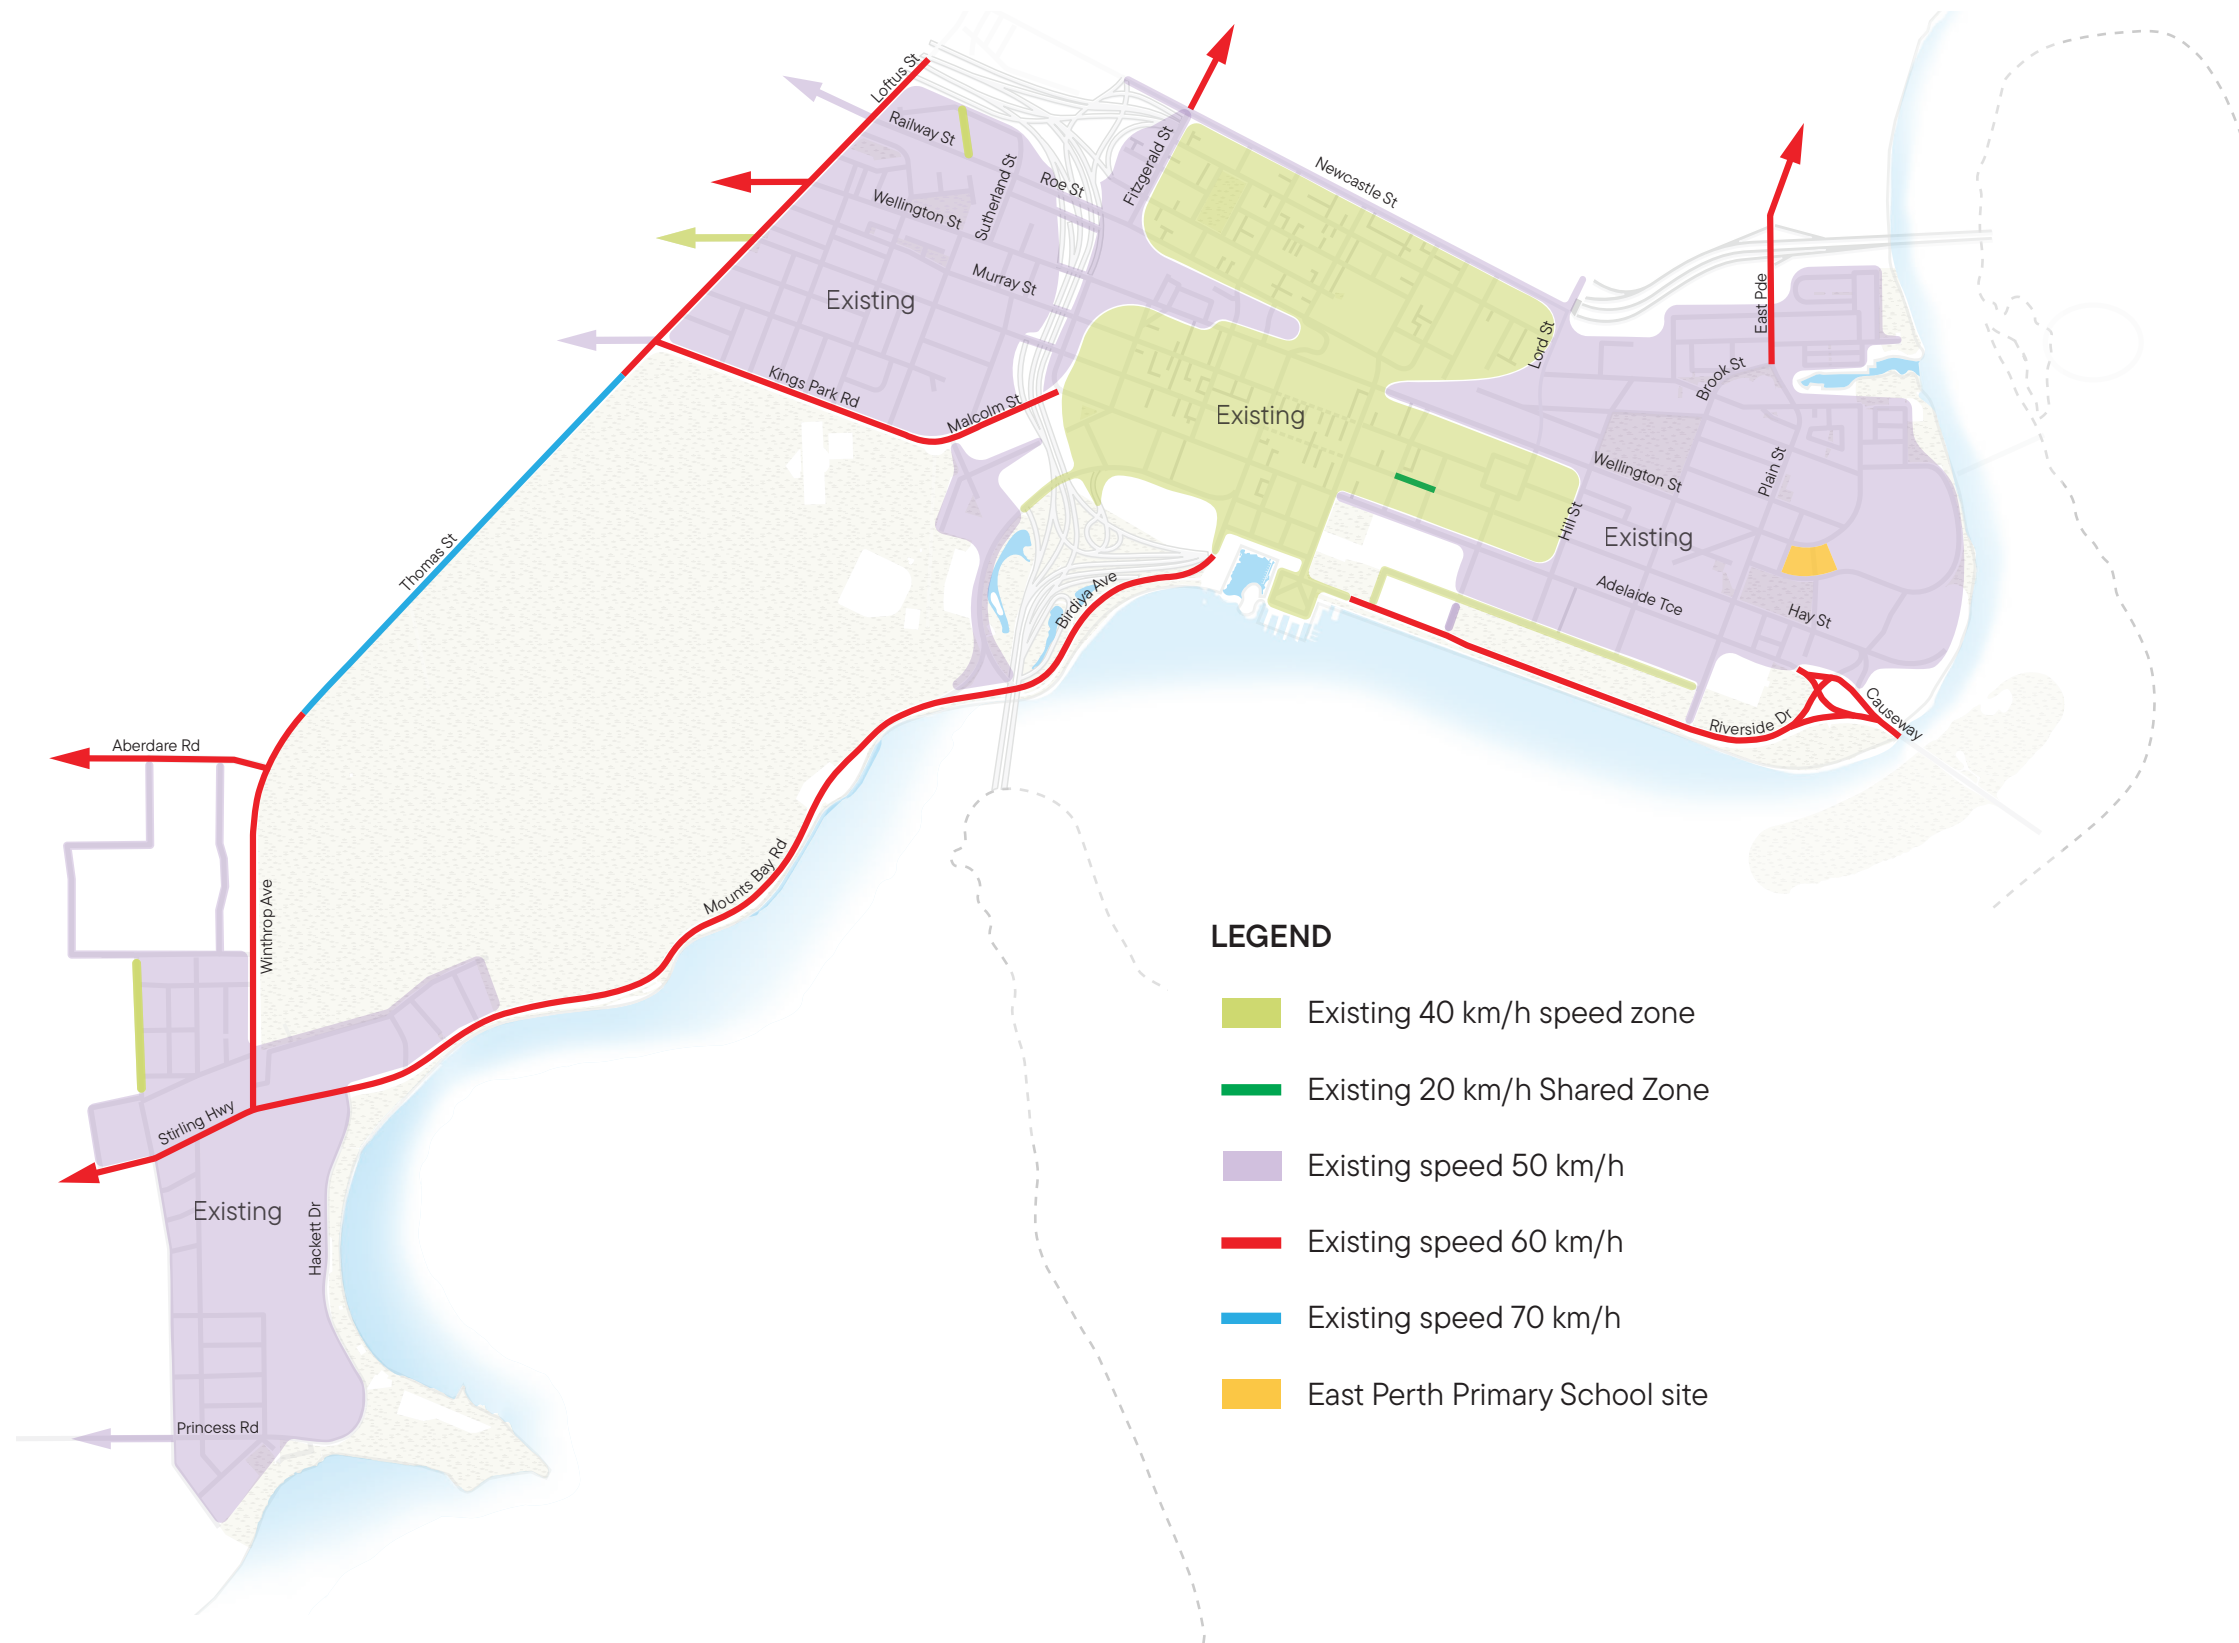 Loftus St
Railway St
Sutherland St
Roe St
Fitzgerald St
Newcastle St
Wellington St
Murray St
Existing
East Pde
Lord St
Kings Park Rd
Malcolm St
Existing
Brook St
Wellington St
Plain St
Hill St
Existing
Thomas St
Birdiya Ave
Adelaide Tce
Hay St
Causeway
Riverside Dr
Aberdare Rd
Mounts Bay Rd
Winthrop Ave
Stirling Hwy
Existing
Hackett Dr
Princess Rd
LEGEND
Existing 40 km/h speed zone
Existing 20 km/h Shared Zone
Existing speed 50 km/h
Existing speed 60 km/h
Existing speed 70 km/h
East Perth Primary School site